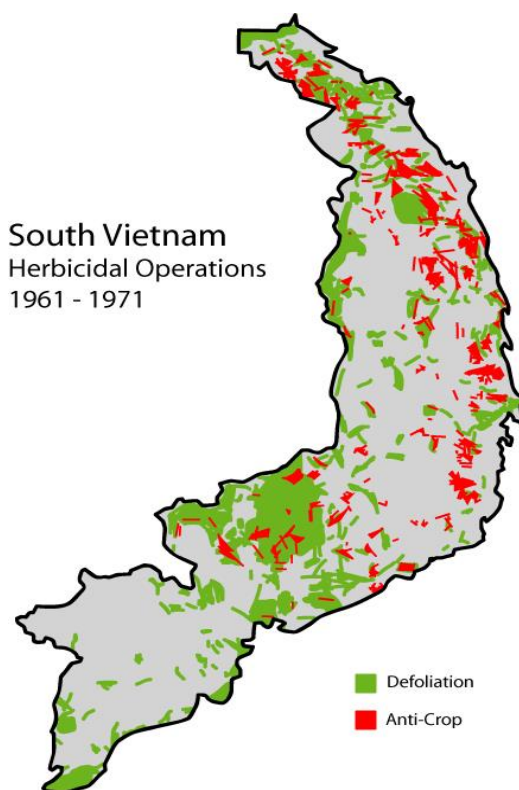 South Vietnam
Herbicidal Operations
1961 - 1971
Defoliation
Anti-Crop